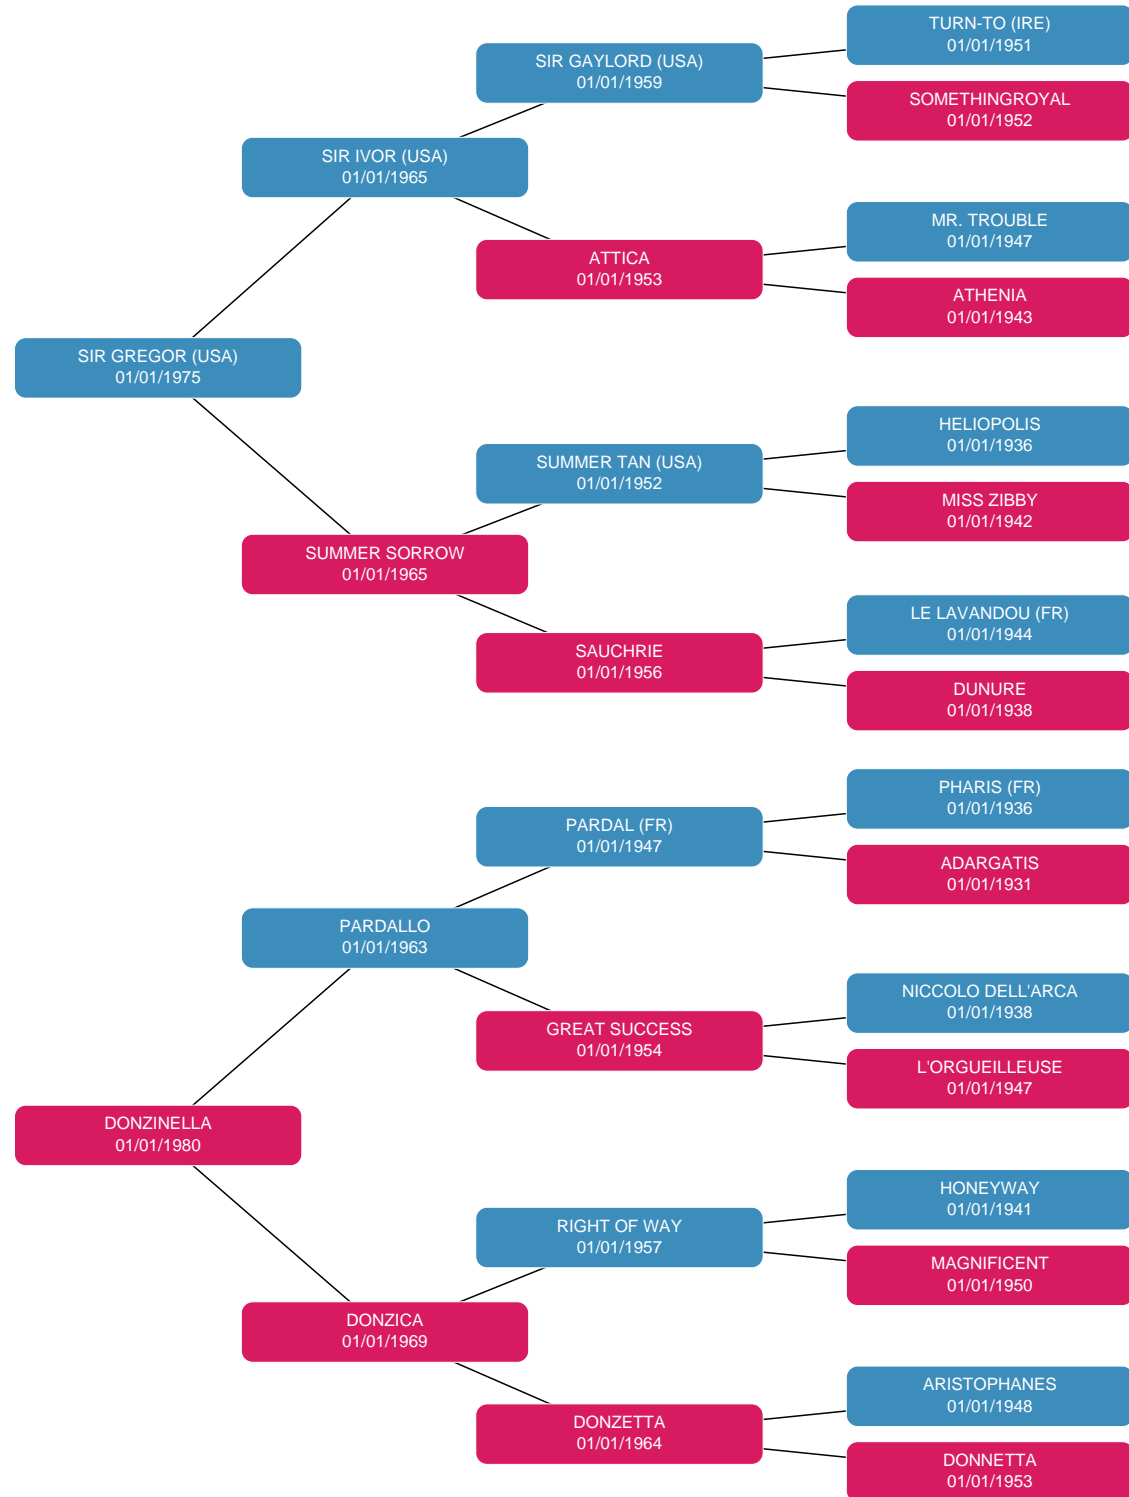 TURN-TO (IRE)
01/01/1951
SIR GAYLORD (USA)
01/01/1959
SOMETHINGROYAL
01/01/1952
SIR IVOR (USA)
01/01/1965
MR. TROUBLE
01/01/1947
ATTICA
01/01/1953
ATHENIA
01/01/1943
SIR GREGOR (USA)
01/01/1975
HELIOPOLIS
01/01/1936
SUMMER TAN (USA)
01/01/1952
MISS ZIBBY
01/01/1942
SUMMER SORROW
01/01/1965
LE LAVANDOU (FR)
01/01/1944
SAUCHRIE
01/01/1956
DUNURE
01/01/1938
PHARIS (FR)
01/01/1936
PARDAL (FR)
01/01/1947
ADARGATIS
01/01/1931
PARDALLO
01/01/1963
NICCOLO DELL'ARCA
01/01/1938
GREAT SUCCESS
01/01/1954
L'ORGUEILLEUSE
01/01/1947
DONZINELLA
01/01/1980
HONEYWAY
01/01/1941
RIGHT OF WAY
01/01/1957
MAGNIFICENT
01/01/1950
DONZICA
01/01/1969
ARISTOPHANES
01/01/1948
DONZETTA
01/01/1964
DONNETTA
01/01/1953